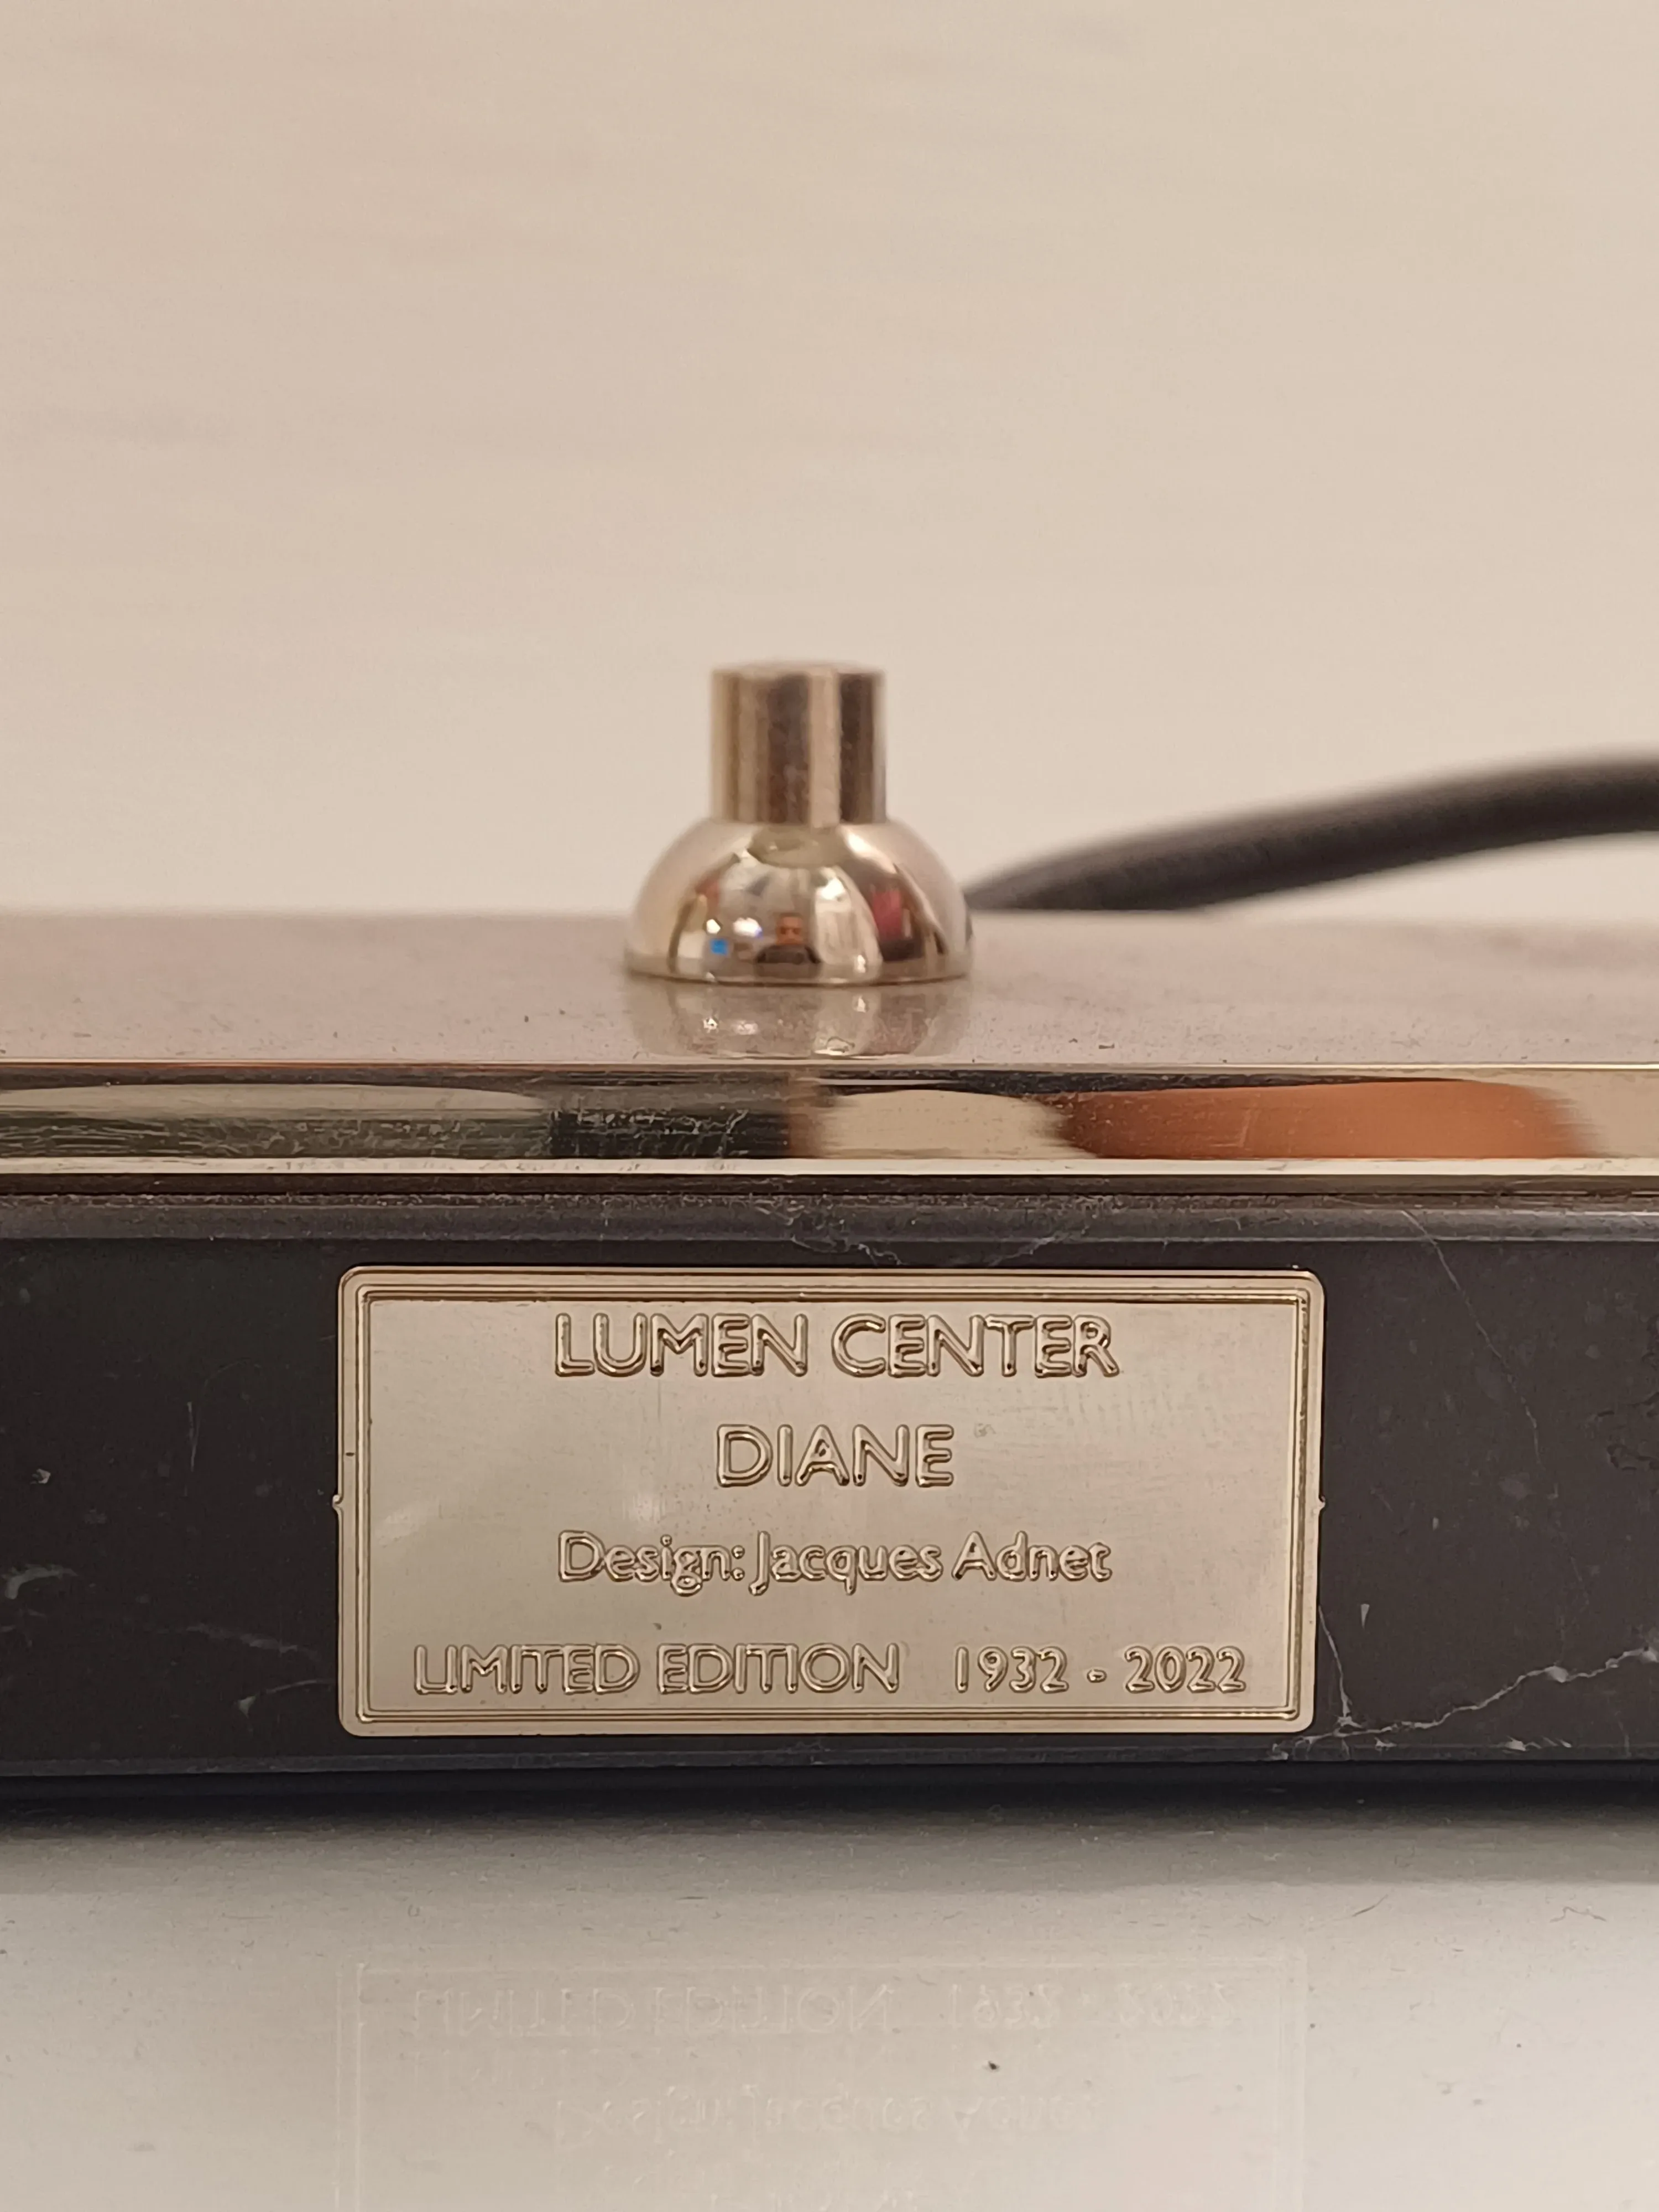 LUMEN CENTER
DIANE
Design: Jacques Adnet
LIMITED EDITION 1932 - 2022